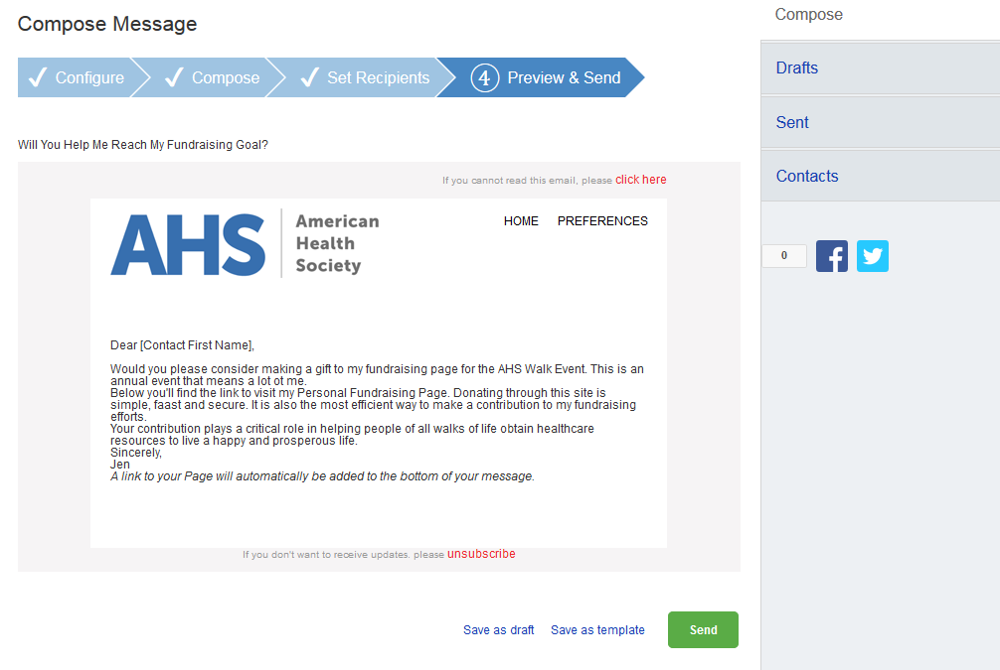 Compose Message
Compose
Configure
Compose
Set Recipients
4 Preview & Send
Drafts
Sent
Contacts
0
Will You Help Me Reach My Fundraising Goal?
If you cannot read this email, please click here
AHS
American
Health
Society
HOME
PREFERENCES
Dear [Contact First Name],
Would you please consider making a gift to my fundraising page for the AHS Walk Event. This is an
annual event that means a lot ot me.
Below you'll find the link to visit my Personal Fundraising Page. Donating through this site is
simple, faast and secure. It is also the most efficient way to make a contribution to my fundraising
efforts.
Your contribution plays a critical role in helping people of all walks of life obtain healthcare
resources to live a happy and prosperous life.
Sincerely,
Jen
A link to your Page will automatically be added to the bottom of your message.
If you don't want to receive updates, please unsubscribe
Save as draft
Save as template
Send